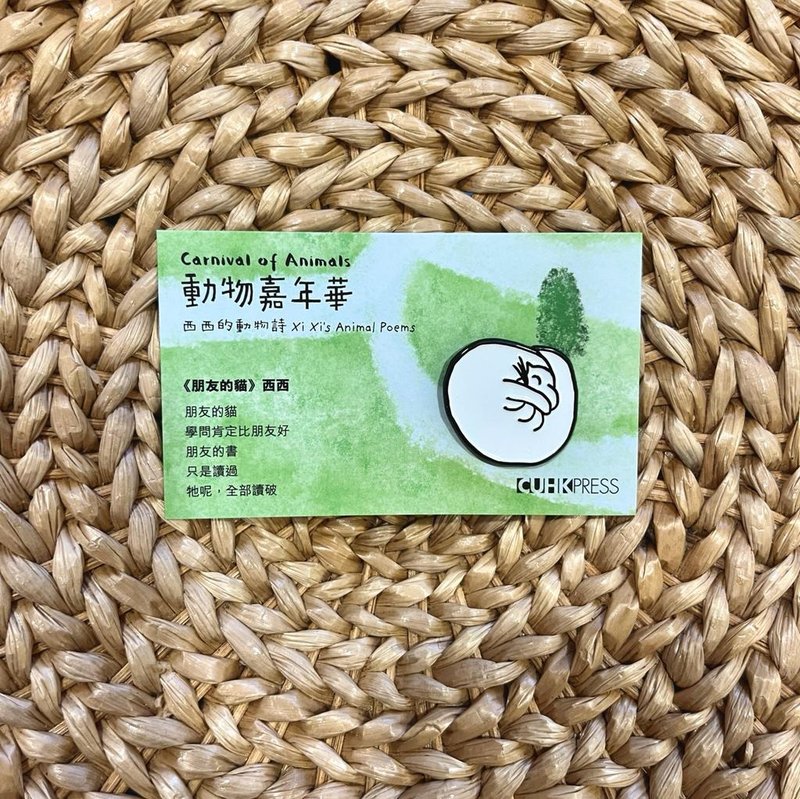 Carnival of Animals
動物嘉年華
西西的動物詩 Xi Xi's Animal Poems
《朋友的貓》西西
朋友的貓
學問肯定比朋友好
朋友的書
只是讀過
牠呢，全部讀破
CUHKPRESS